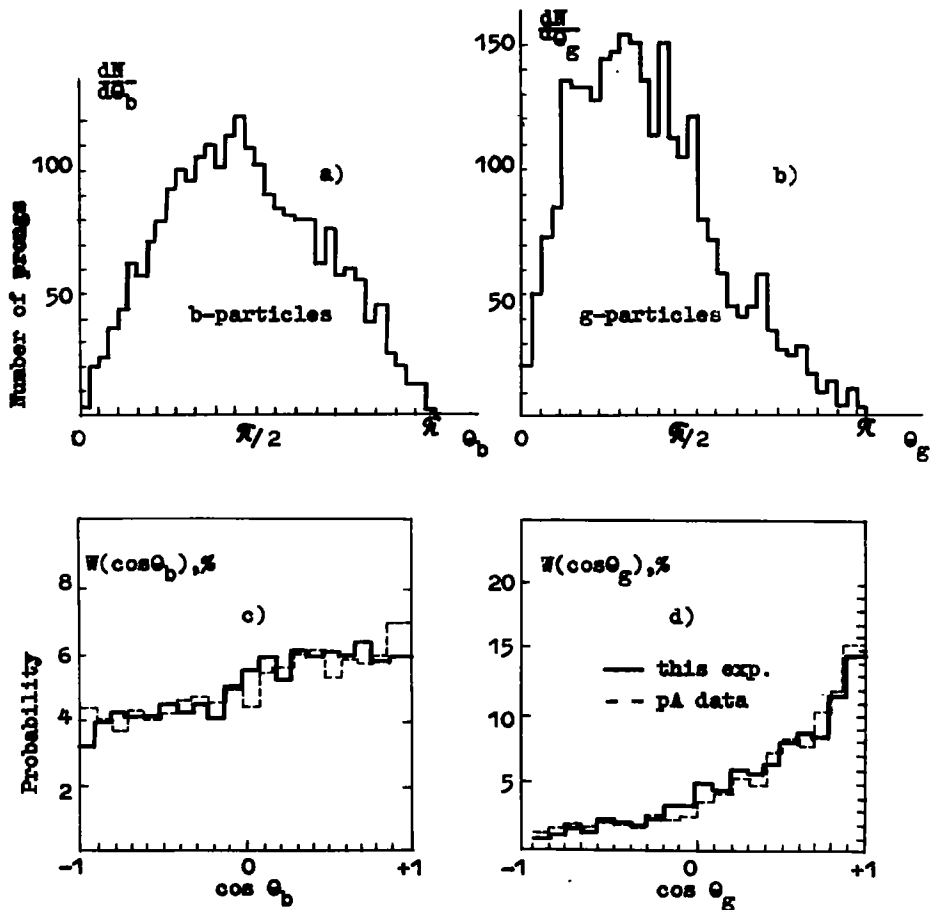 dN
dθb
Number of prongs
100
50
a)
b-particles
0
π/2
π
θb
dN
dθg
150
100
50
b)
g-particles
0
π/2
π
θg
W(cosθb),%
8
6
4
2
c)
Probability
-1
0
+1
cos θb
W(cosθg),%
20
15
10
5
d)
this exp.
pA data
-1
0
+1
cos θg